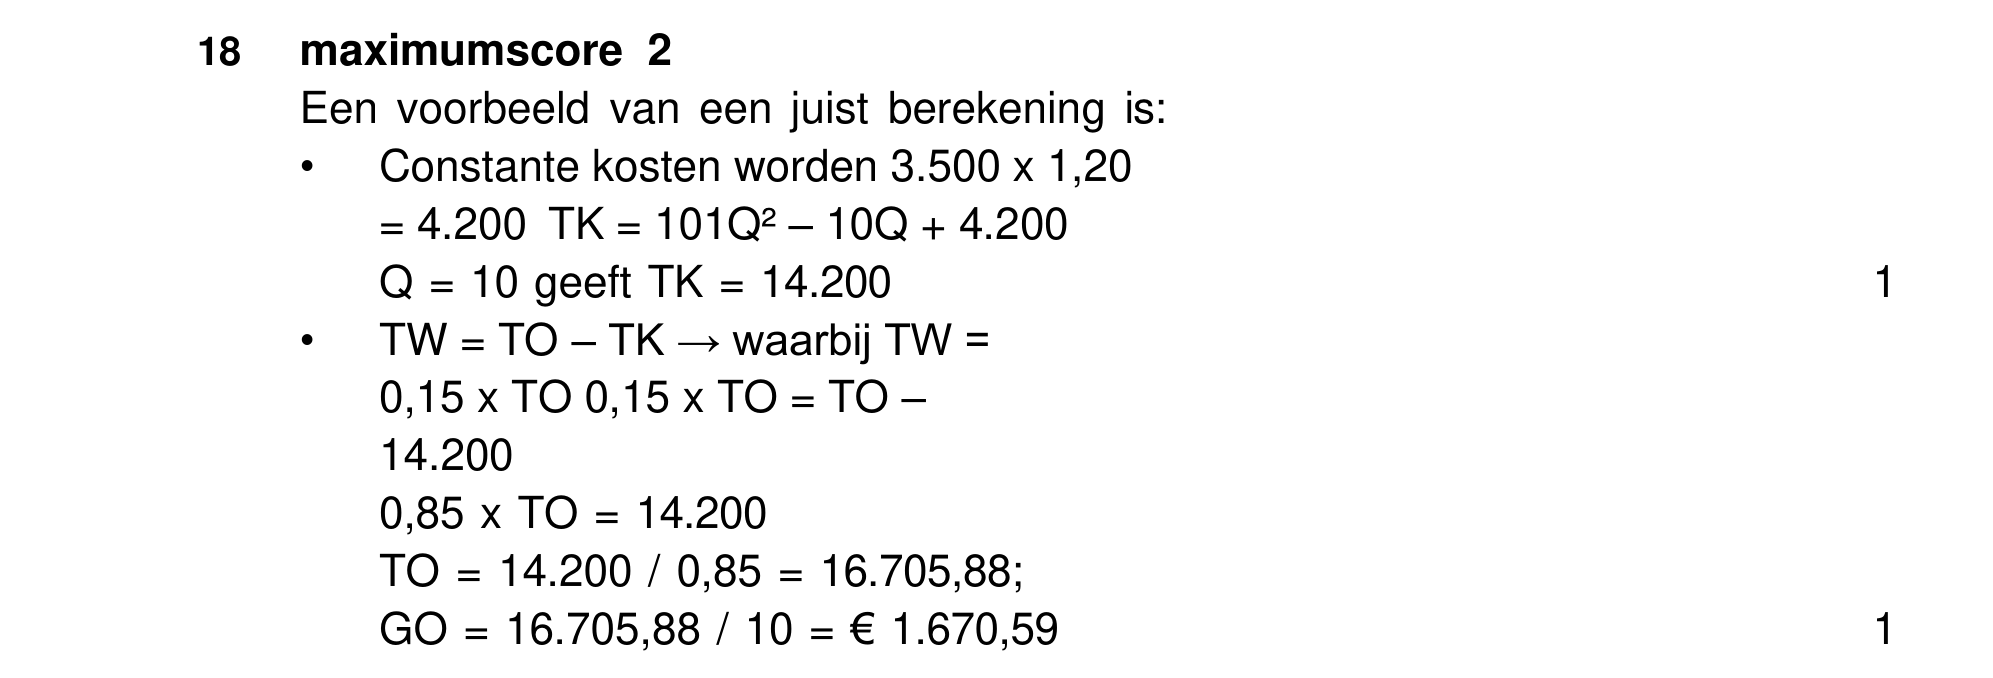 18 maximumscore 2
Een voorbeeld van een juist berekening is:
• Constante kosten worden 3.500 x 1,20
= 4.200 TK = 101Q² – 10Q + 4.200
Q = 10 geeft TK = 14.200 1
• TW = TO – TK → waarbij TW =
0,15 x TO 0,15 x TO = TO –
14.200
0,85 x TO = 14.200
TO = 14.200 / 0,85 = 16.705,88;
GO = 16.705,88 / 10 = € 1.670,59 1